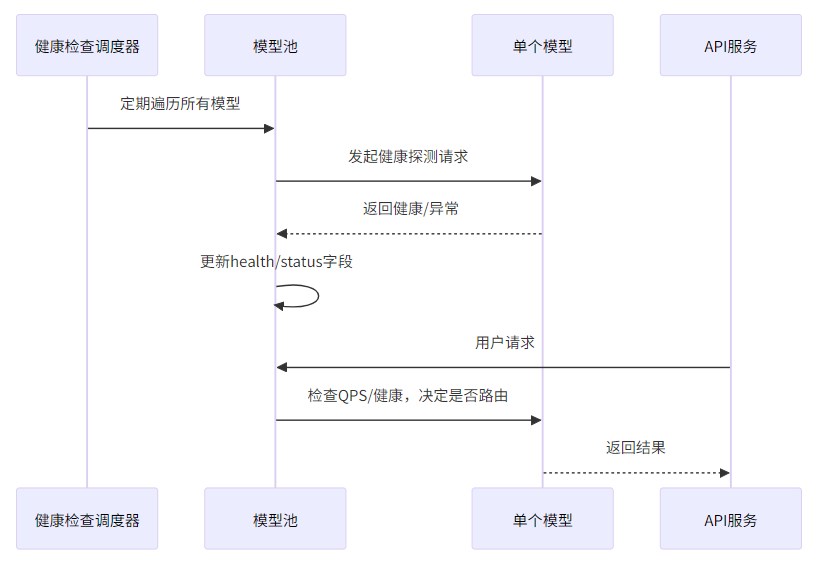 健康检查调度器
模型池
单个模型
API服务
定期遍历所有模型
发起健康探测请求
返回健康/异常
更新health/status字段
用户请求
检查QPS/健康，决定是否路由
返回结果
健康检查调度器
模型池
单个模型
API服务